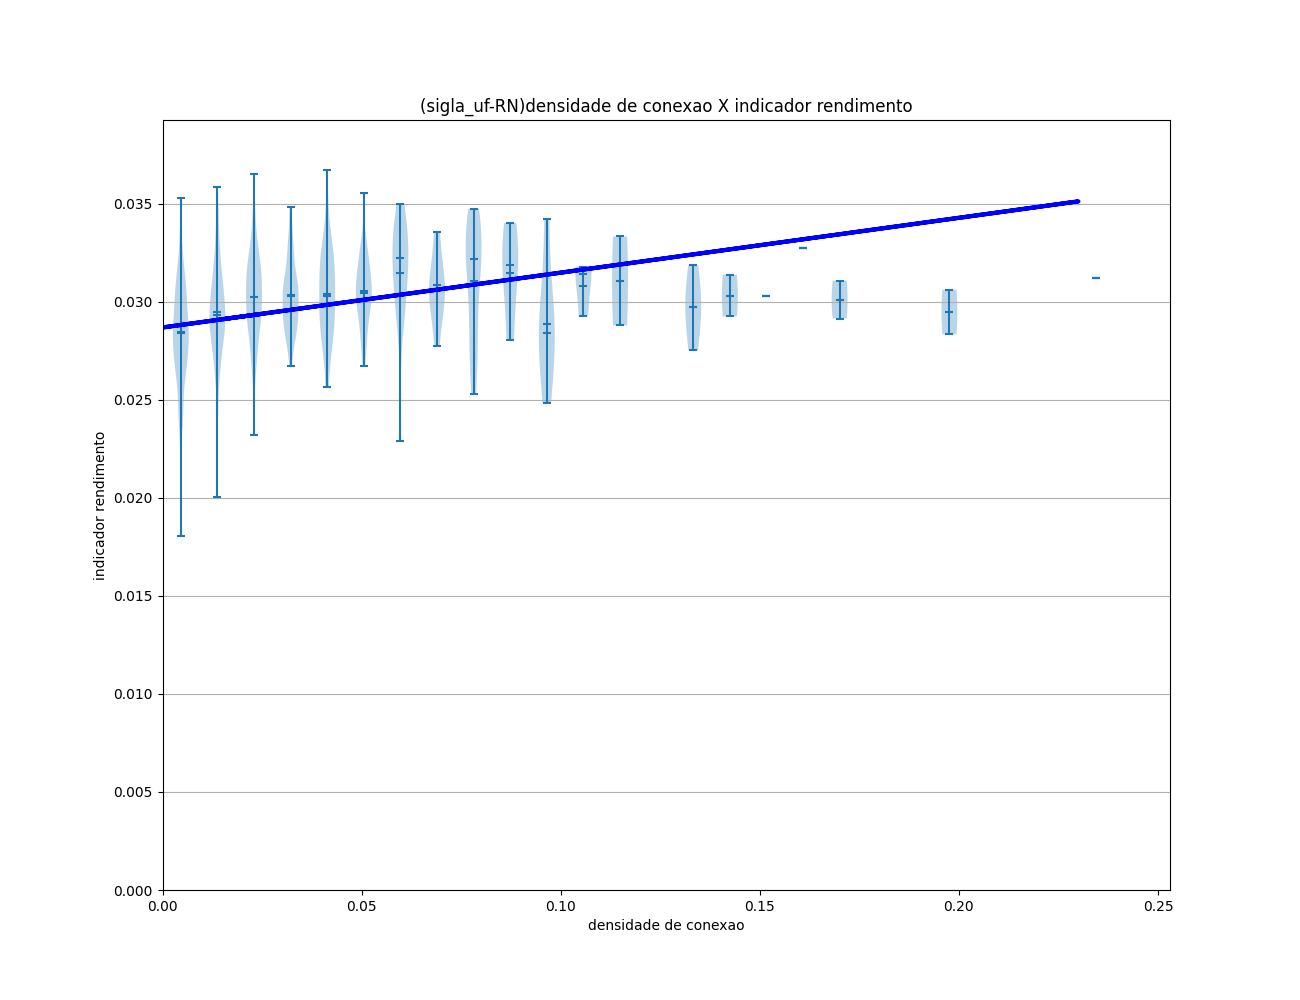 (sigla_uf-RN)densidade de conexao X indicador rendimento
0.035
0.030
0.025
0.020
0.015
0.010
0.005
0.000
indicador rendimento
0.00 0.05 0.10 0.15 0.20 0.25
densidade de conexao